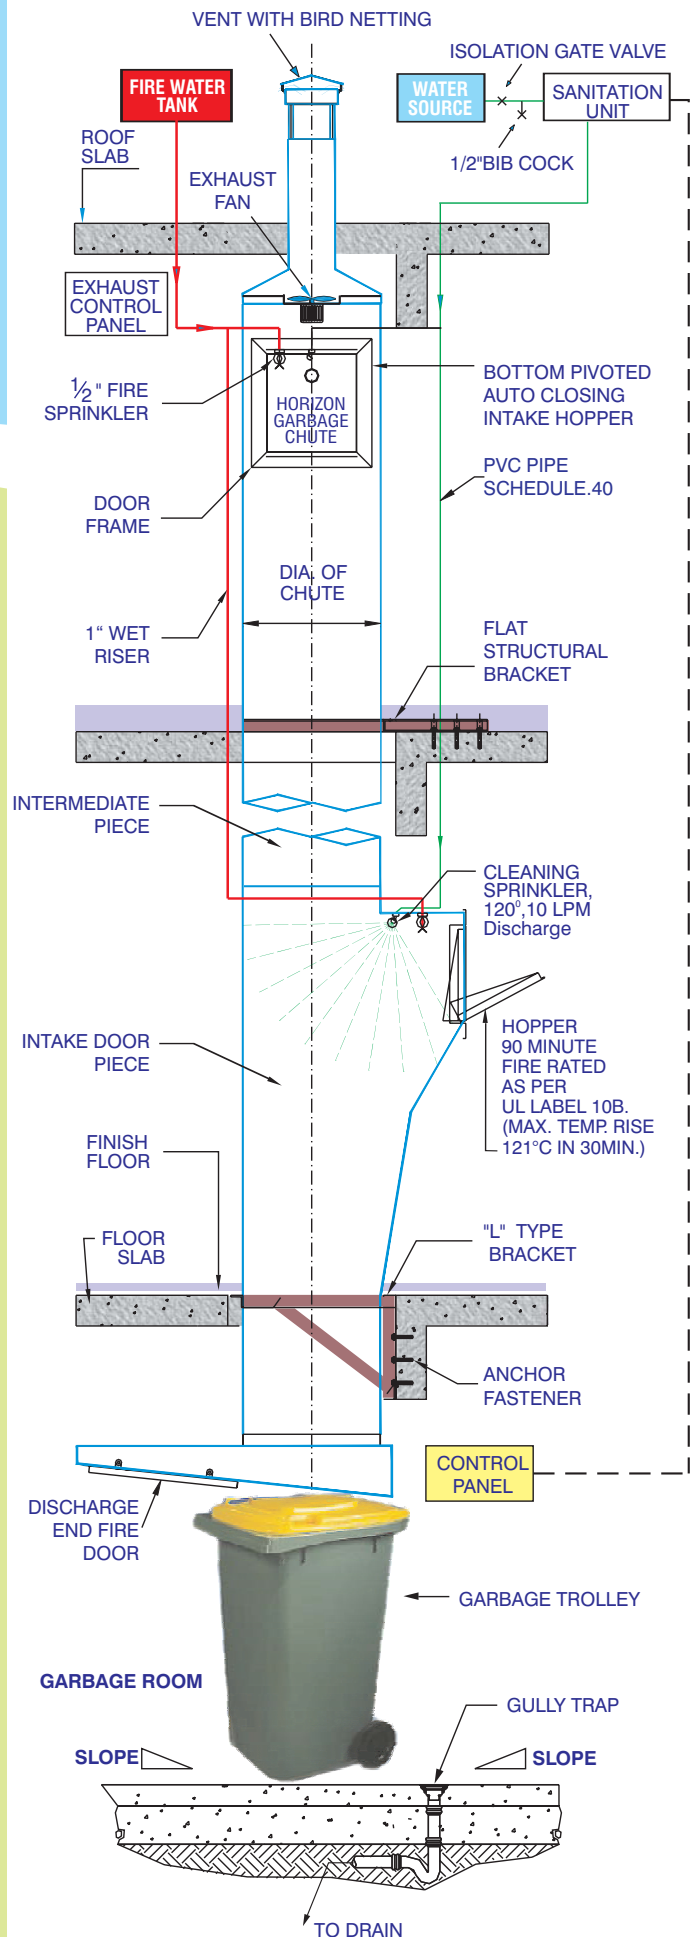 VENT WITH BIRD NETTING
ISOLATION GATE VALVE
FIRE WATER
TANK
WATER
SOURCE
SANITATION
UNIT
ROOF
SLAB
1/2"BIB COCK
EXHAUST
FAN
EXHAUST
CONTROL
PANEL
½" FIRE
SPRINKLER
HORIZON
GARBAGE
CHUTE
BOTTOM PIVOTED
AUTO CLOSING
INTAKE HOPPER
PVC PIPE
SCHEDULE.40
DOOR
FRAME
DIA. OF
CHUTE
1“ WET
RISER
FLAT
STRUCTURAL
BRACKET
INTERMEDIATE
PIECE
CLEANING
SPRINKLER,
120°,10 LPM
Discharge
INTAKE DOOR
PIECE
HOPPER
90 MINUTE
FIRE RATED
AS PER
UL LABEL 10B.
(MAX. TEMP. RISE
121°C IN 30MIN.)
FINISH
FLOOR
FLOOR
SLAB
"L" TYPE
BRACKET
ANCHOR
FASTENER
CONTROL
PANEL
DISCHARGE
END FIRE
DOOR
GARBAGE TROLLEY
GARBAGE ROOM
GULLY TRAP
SLOPE
SLOPE
TO DRAIN